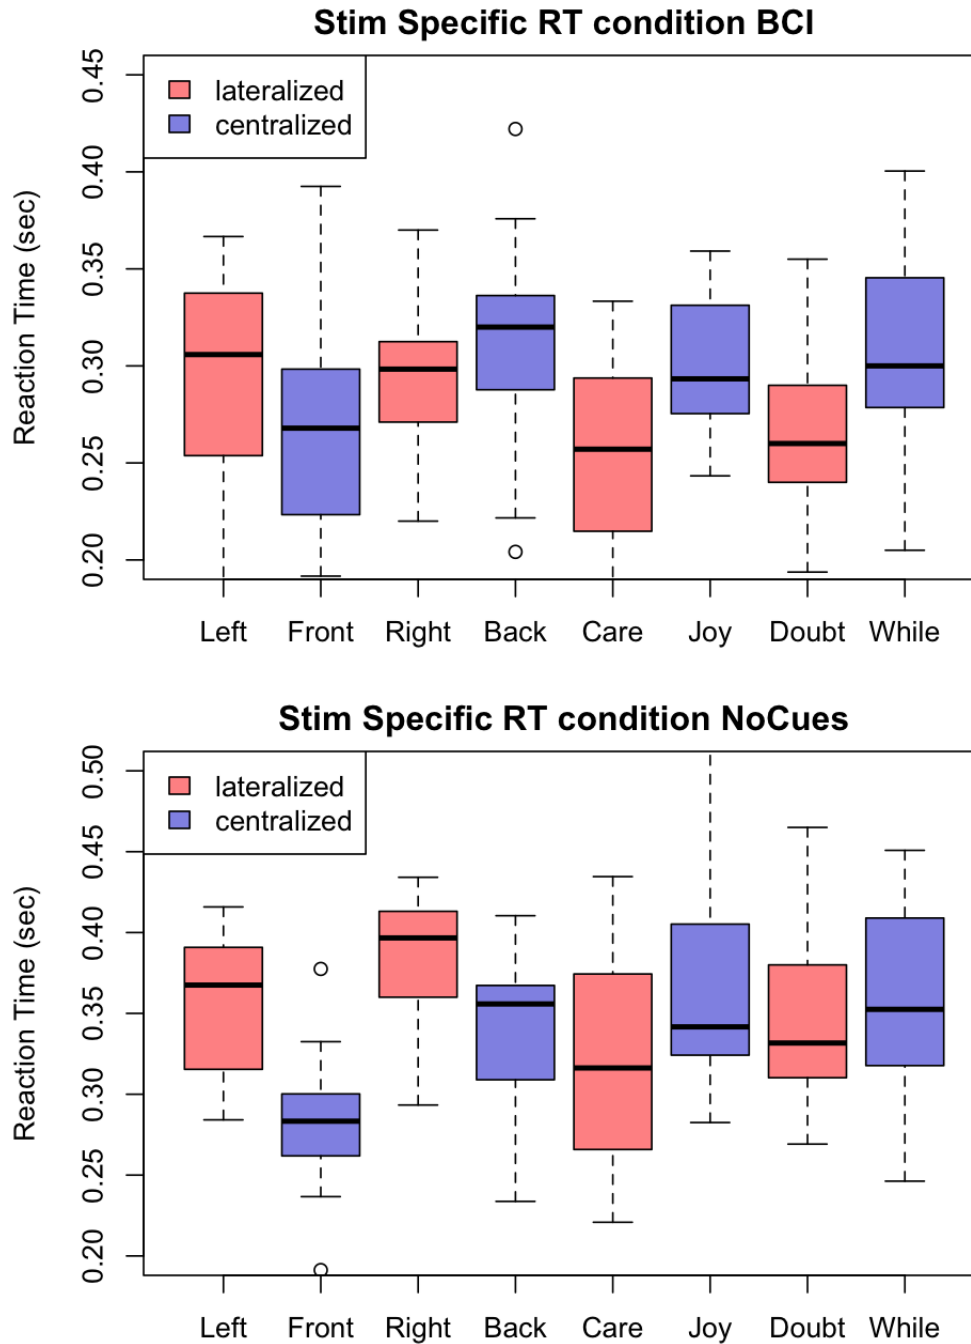 Stim Specific RT condition BCI
lateralized
centralized
Reaction Time (sec)
0.45
0.40
0.35
0.30
0.25
0.20
Left Front Right Back Care Joy Doubt While
Stim Specific RT condition NoCues
lateralized
centralized
Reaction Time (sec)
0.50
0.45
0.40
0.35
0.30
0.25
0.20
Left Front Right Back Care Joy Doubt While